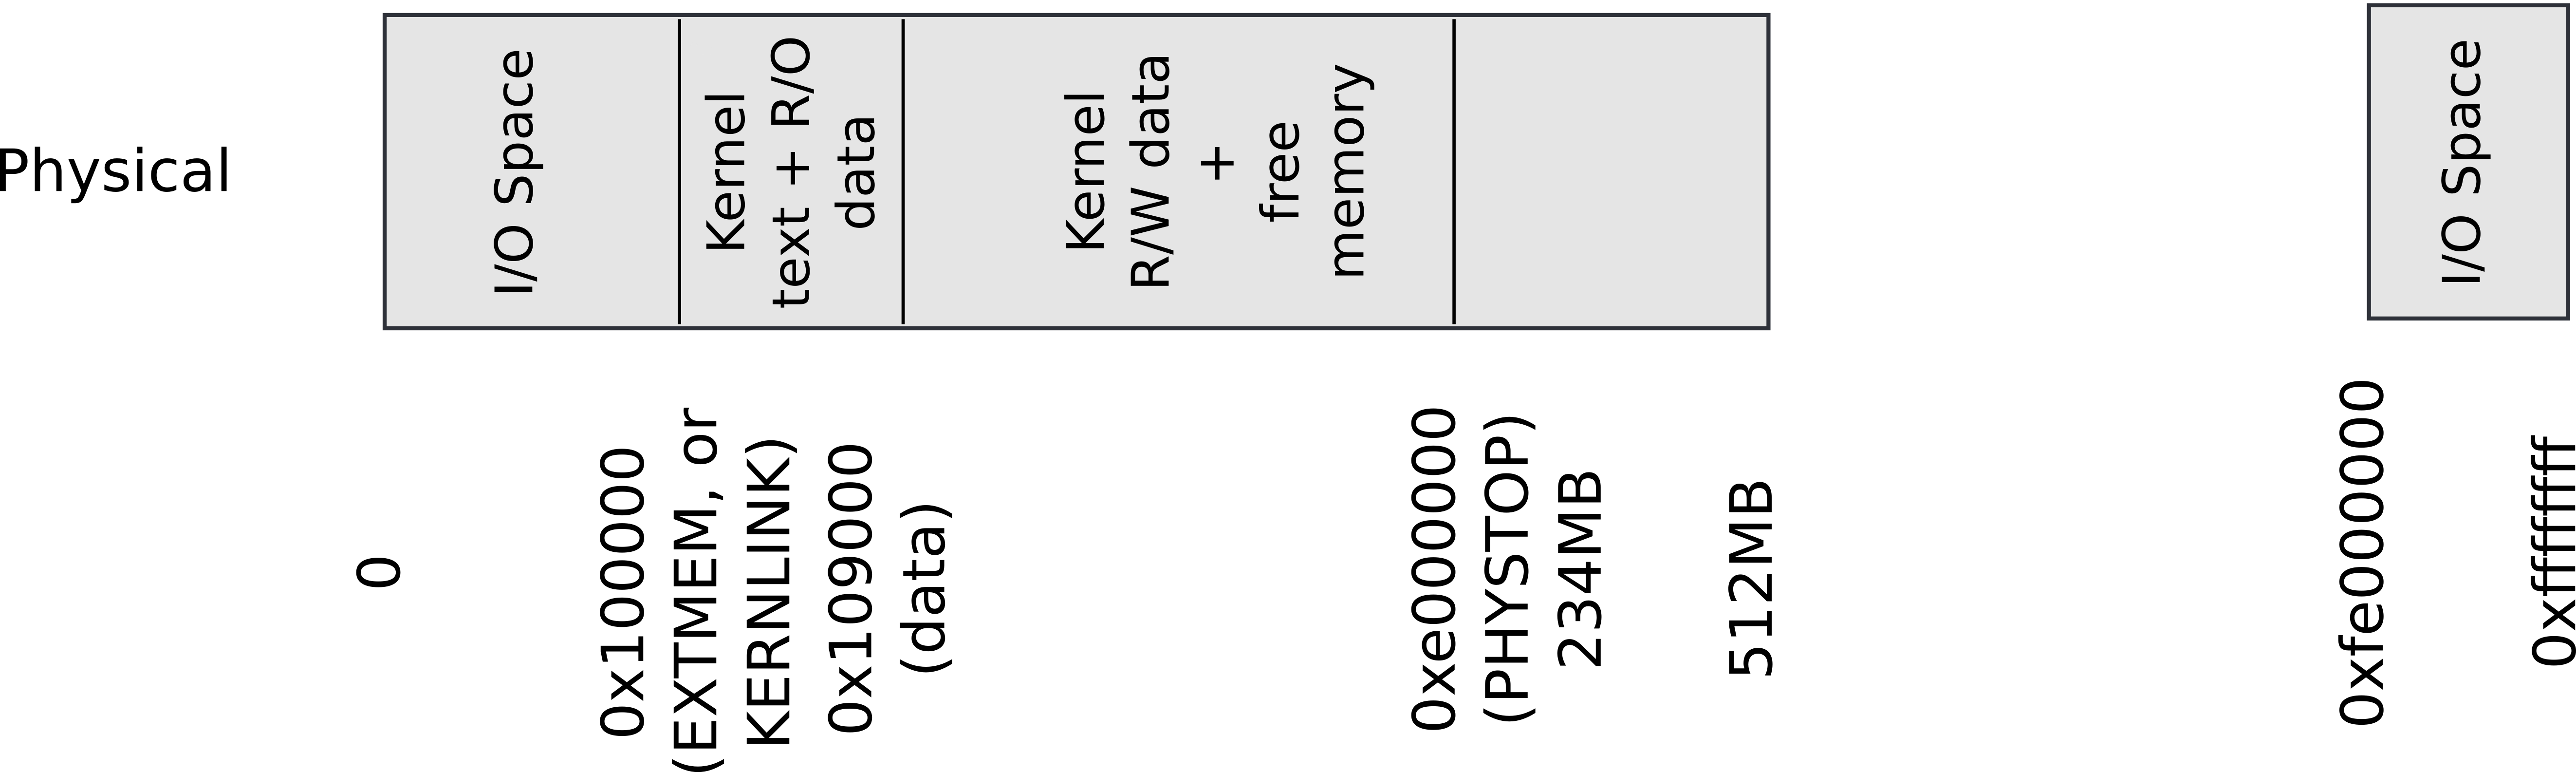 Physical
I/O Space
Kernel
text + R/O
data
Kernel
R/W data
+
free
memory
I/O Space
0
0x100000
(EXTMEM, or
KERNLINK)
0x109000
(data)
0xe000000
(PHYSTOP)
234MB
512MB
0xfe000000
0xffffffff